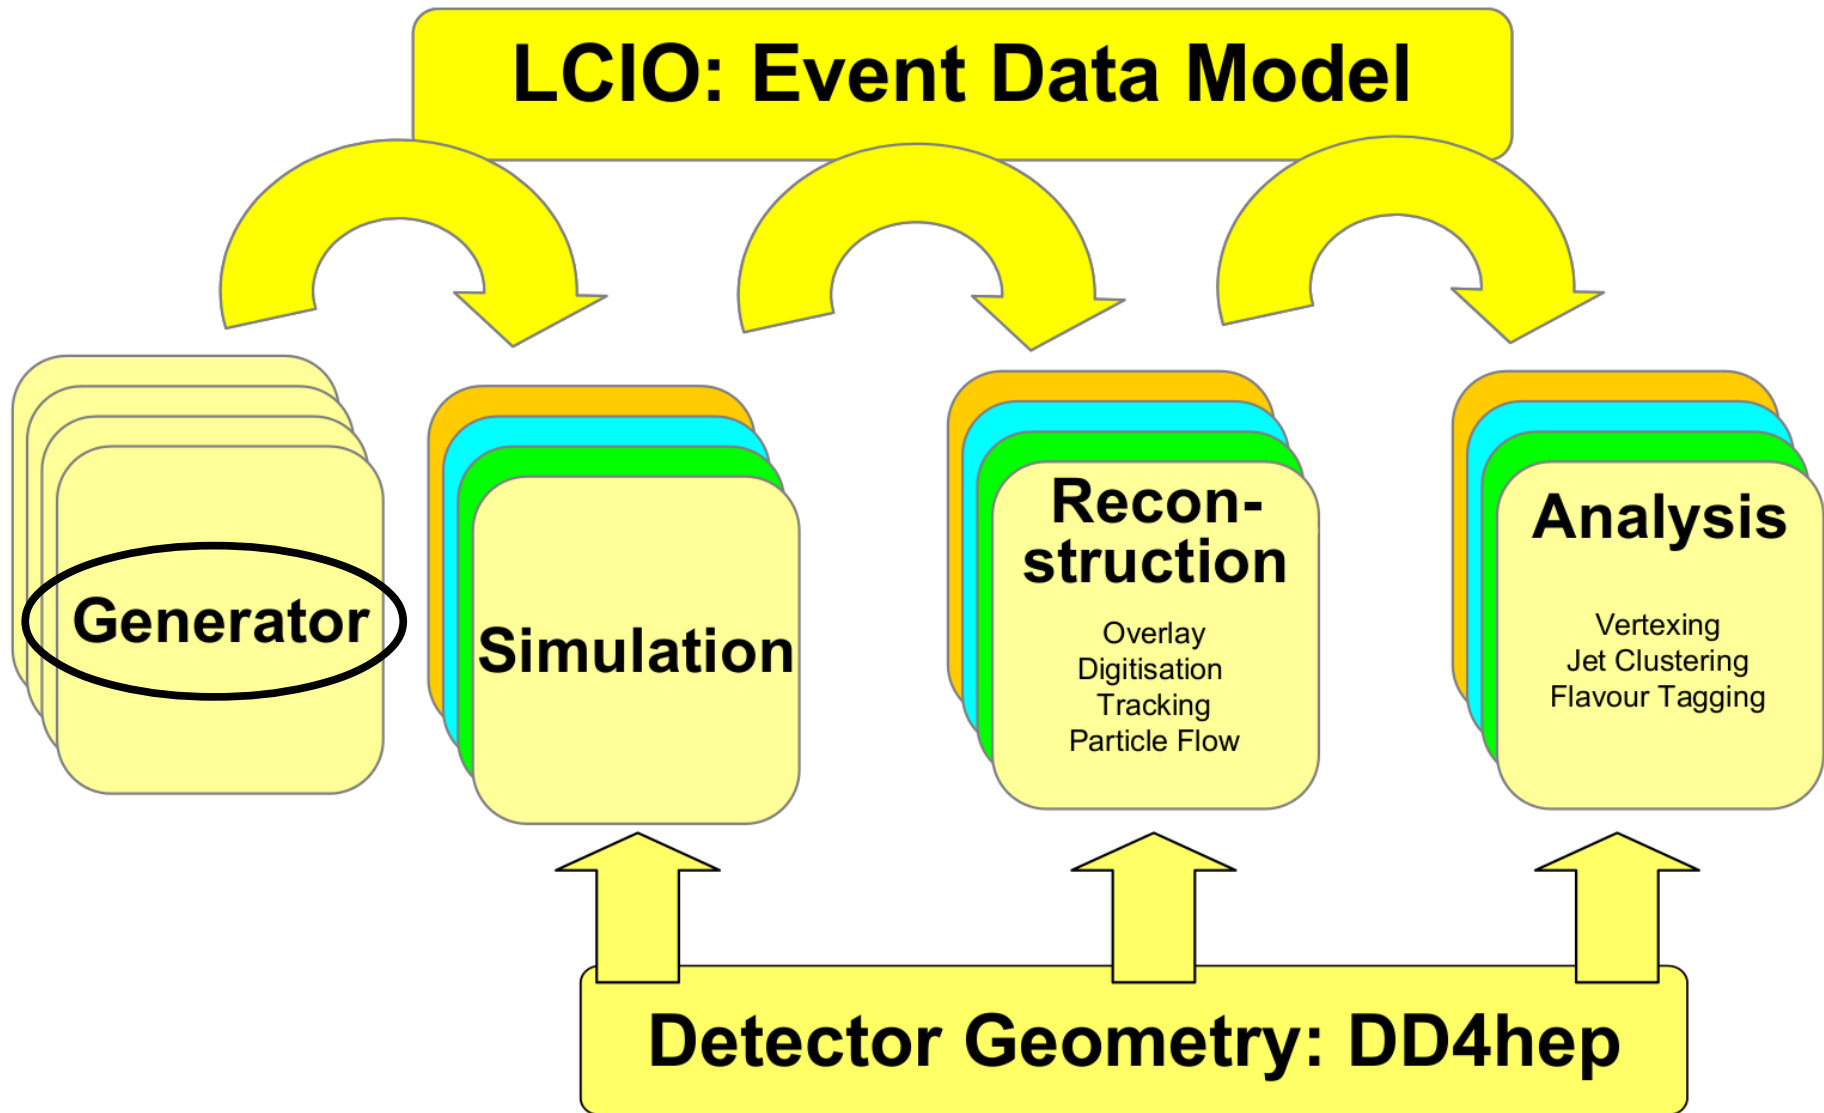 LCIO: Event Data Model
Generator
Simulation
Recon-
struction
Overlay
Digitisation
Tracking
Particle Flow
Analysis
Vertexing
Jet Clustering
Flavour Tagging
Detector Geometry: DD4hep